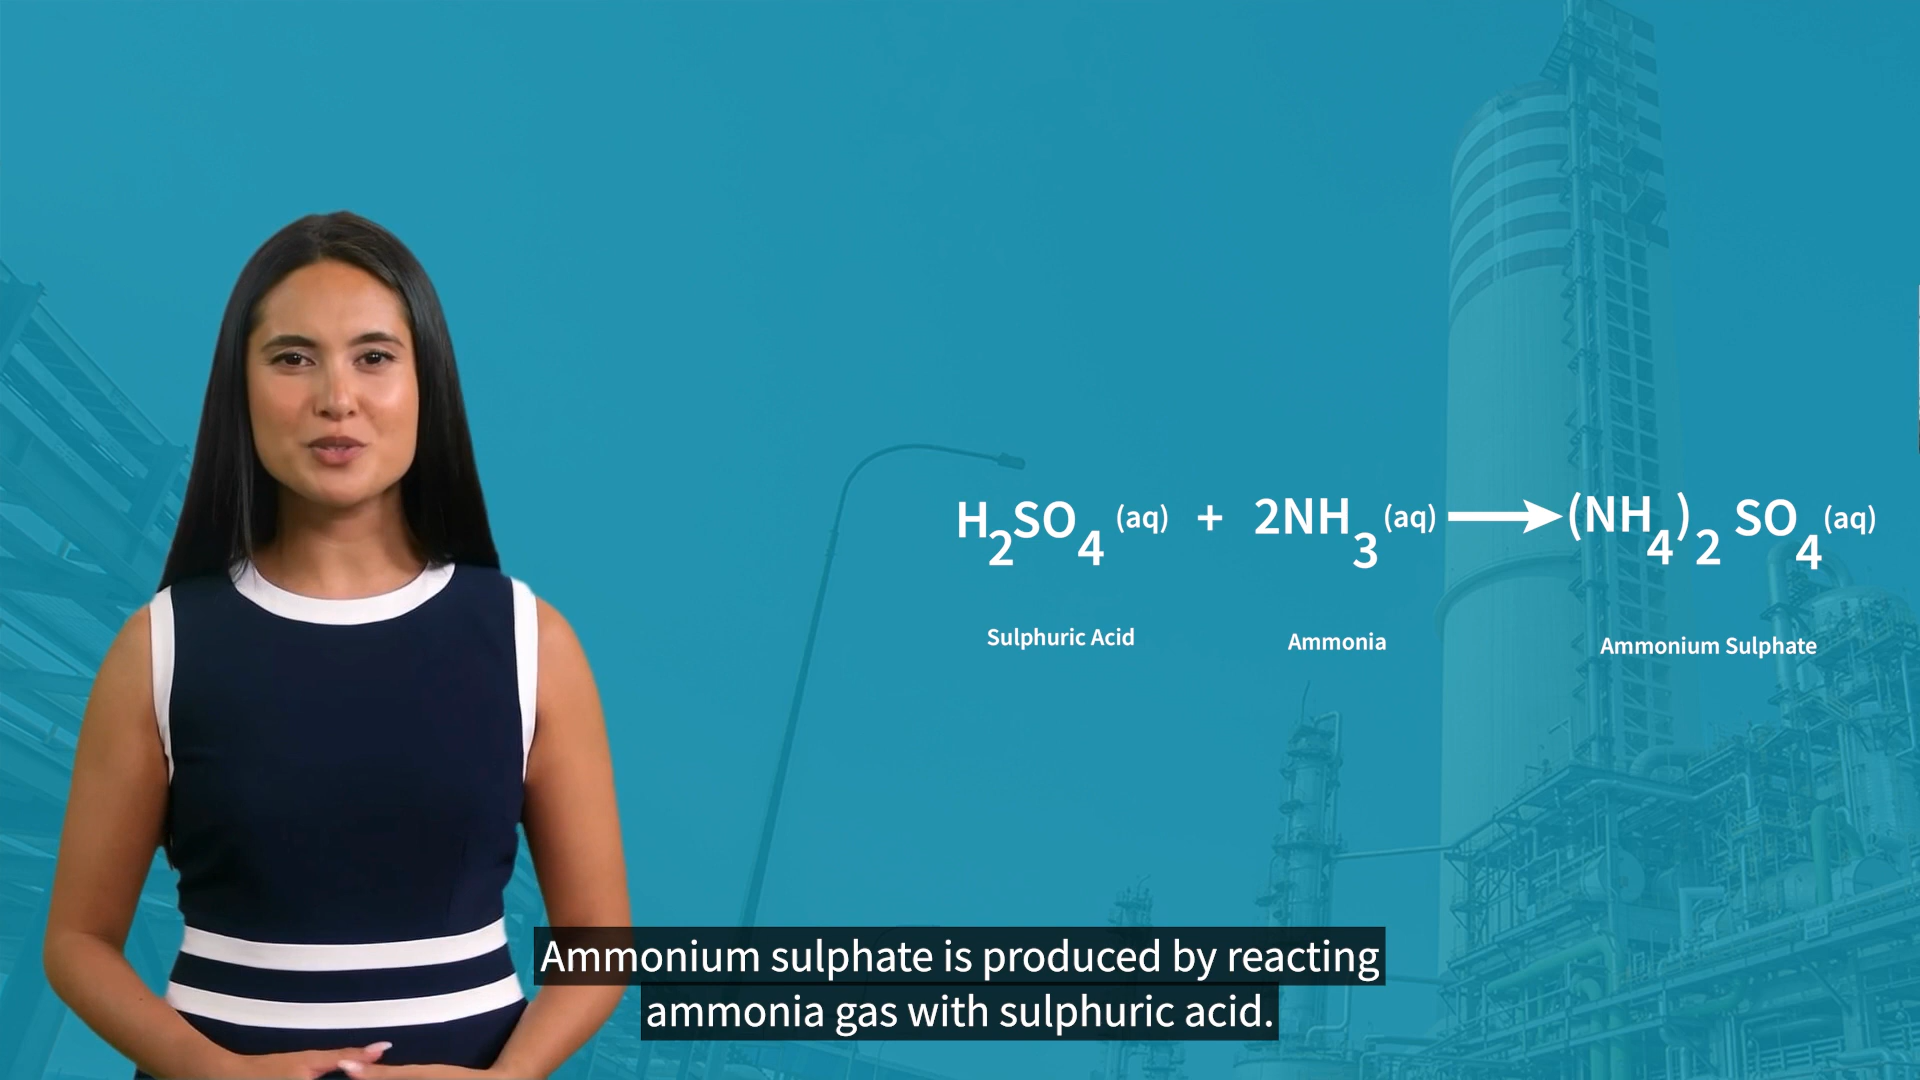 H2SO4 (aq) + 2NH3 (aq) → (NH4)2 SO4 (aq)
Sulphuric Acid Ammonia Ammonium Sulphate
Ammonium sulphate is produced by reacting
ammonia gas with sulphuric acid.